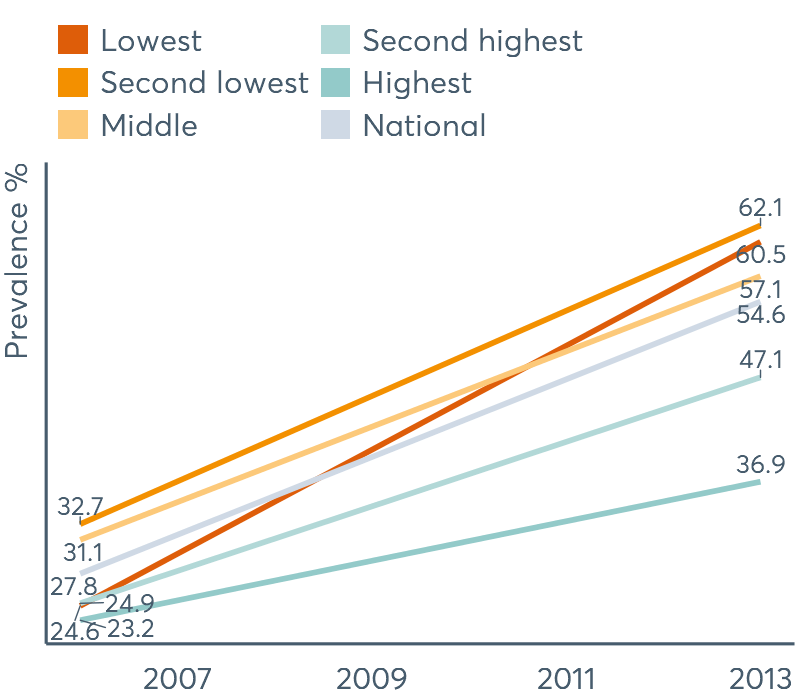 Lowest
Second lowest
Middle
Second highest
Highest
National
Prevalence %
62.1
60.5
57.1
54.6
47.1
36.9
32.7
31.1
27.8
24.9
24.6
23.2
2007 2009 2011 2013